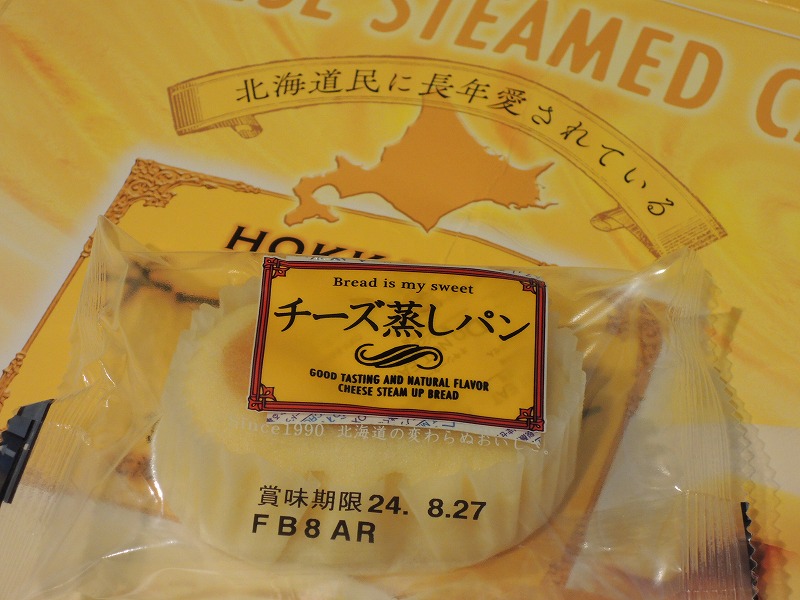 STEAMED
北海道民に長年愛されている
HOKK
Bread is my sweet
チーズ蒸しパン
GOOD TASTING AND NATURAL FLAVOR
CHEESE STEAM UP BREAD
Since1990 北海道の変わらぬおいしさ
賞味期限 24. 8.27
FB8AR